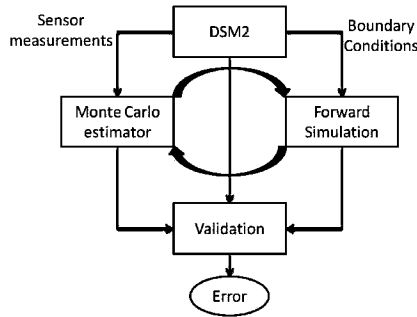 Sensor
measurements
DSM2
Boundary
Conditions
Monte Carlo
estimator
Forward
Simulation
Validation
Error